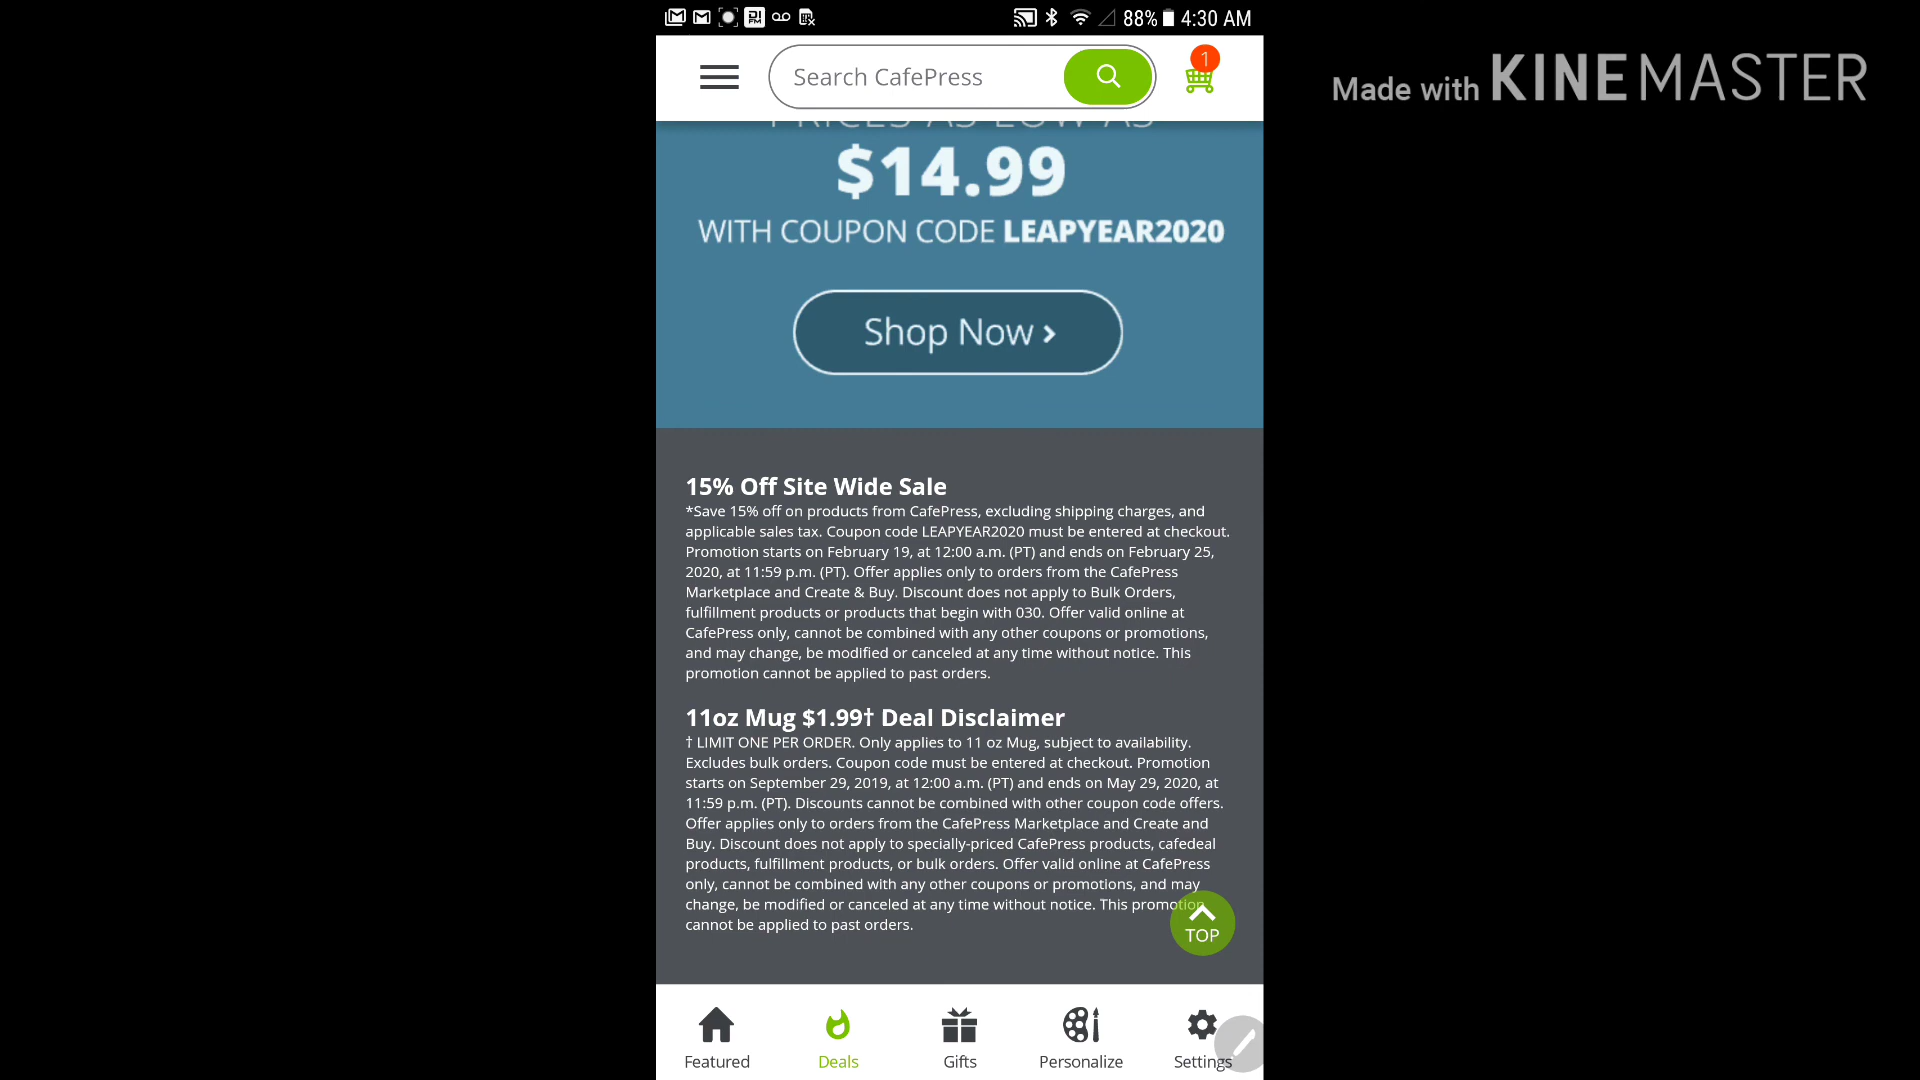 88% 4:30 AM
Made with KINEMASTER
Search CafePress
1
PRICES AS LOW AS
$14.99
WITH COUPON CODE LEAPYEAR2020
Shop Now
15% Off Site Wide Sale
*Save 15% off on products from CafePress, excluding shipping charges, and
applicable sales tax. Coupon code LEAPYEAR2020 must be entered at checkout.
Promotion starts on February 19, at 12:00 a.m. (PT) and ends on February 25,
2020, at 11:59 p.m. (PT). Offer applies only to orders from the CafePress
Marketplace and Create & Buy. Discount does not apply to Bulk Orders,
fulfillment products or products that begin with 030. Offer valid online at
CafePress only, cannot be combined with any other coupons or promotions,
and may change, be modified or canceled at any time without notice. This
promotion cannot be applied to past orders.
11oz Mug $1.99† Deal Disclaimer
† LIMIT ONE PER ORDER. Only applies to 11 oz Mug, subject to availability.
Excludes bulk orders. Coupon code must be entered at checkout. Promotion
starts on September 29, 2019, at 12:00 a.m. (PT) and ends on May 29, 2020, at
11:59 p.m. (PT). Discounts cannot be combined with other coupon code offers.
Offer applies only to orders from the CafePress Marketplace and Create and
Buy. Discount does not apply to specially-priced CafePress products, cafedeal
products, fulfillment products, or bulk orders. Offer valid online at CafePress
only, cannot be combined with any other coupons or promotions, and may
change, be modified or canceled at any time without notice. This promotion
cannot be applied to past orders.
TOP
Featured
Deals
Gifts
Personalize
Settings